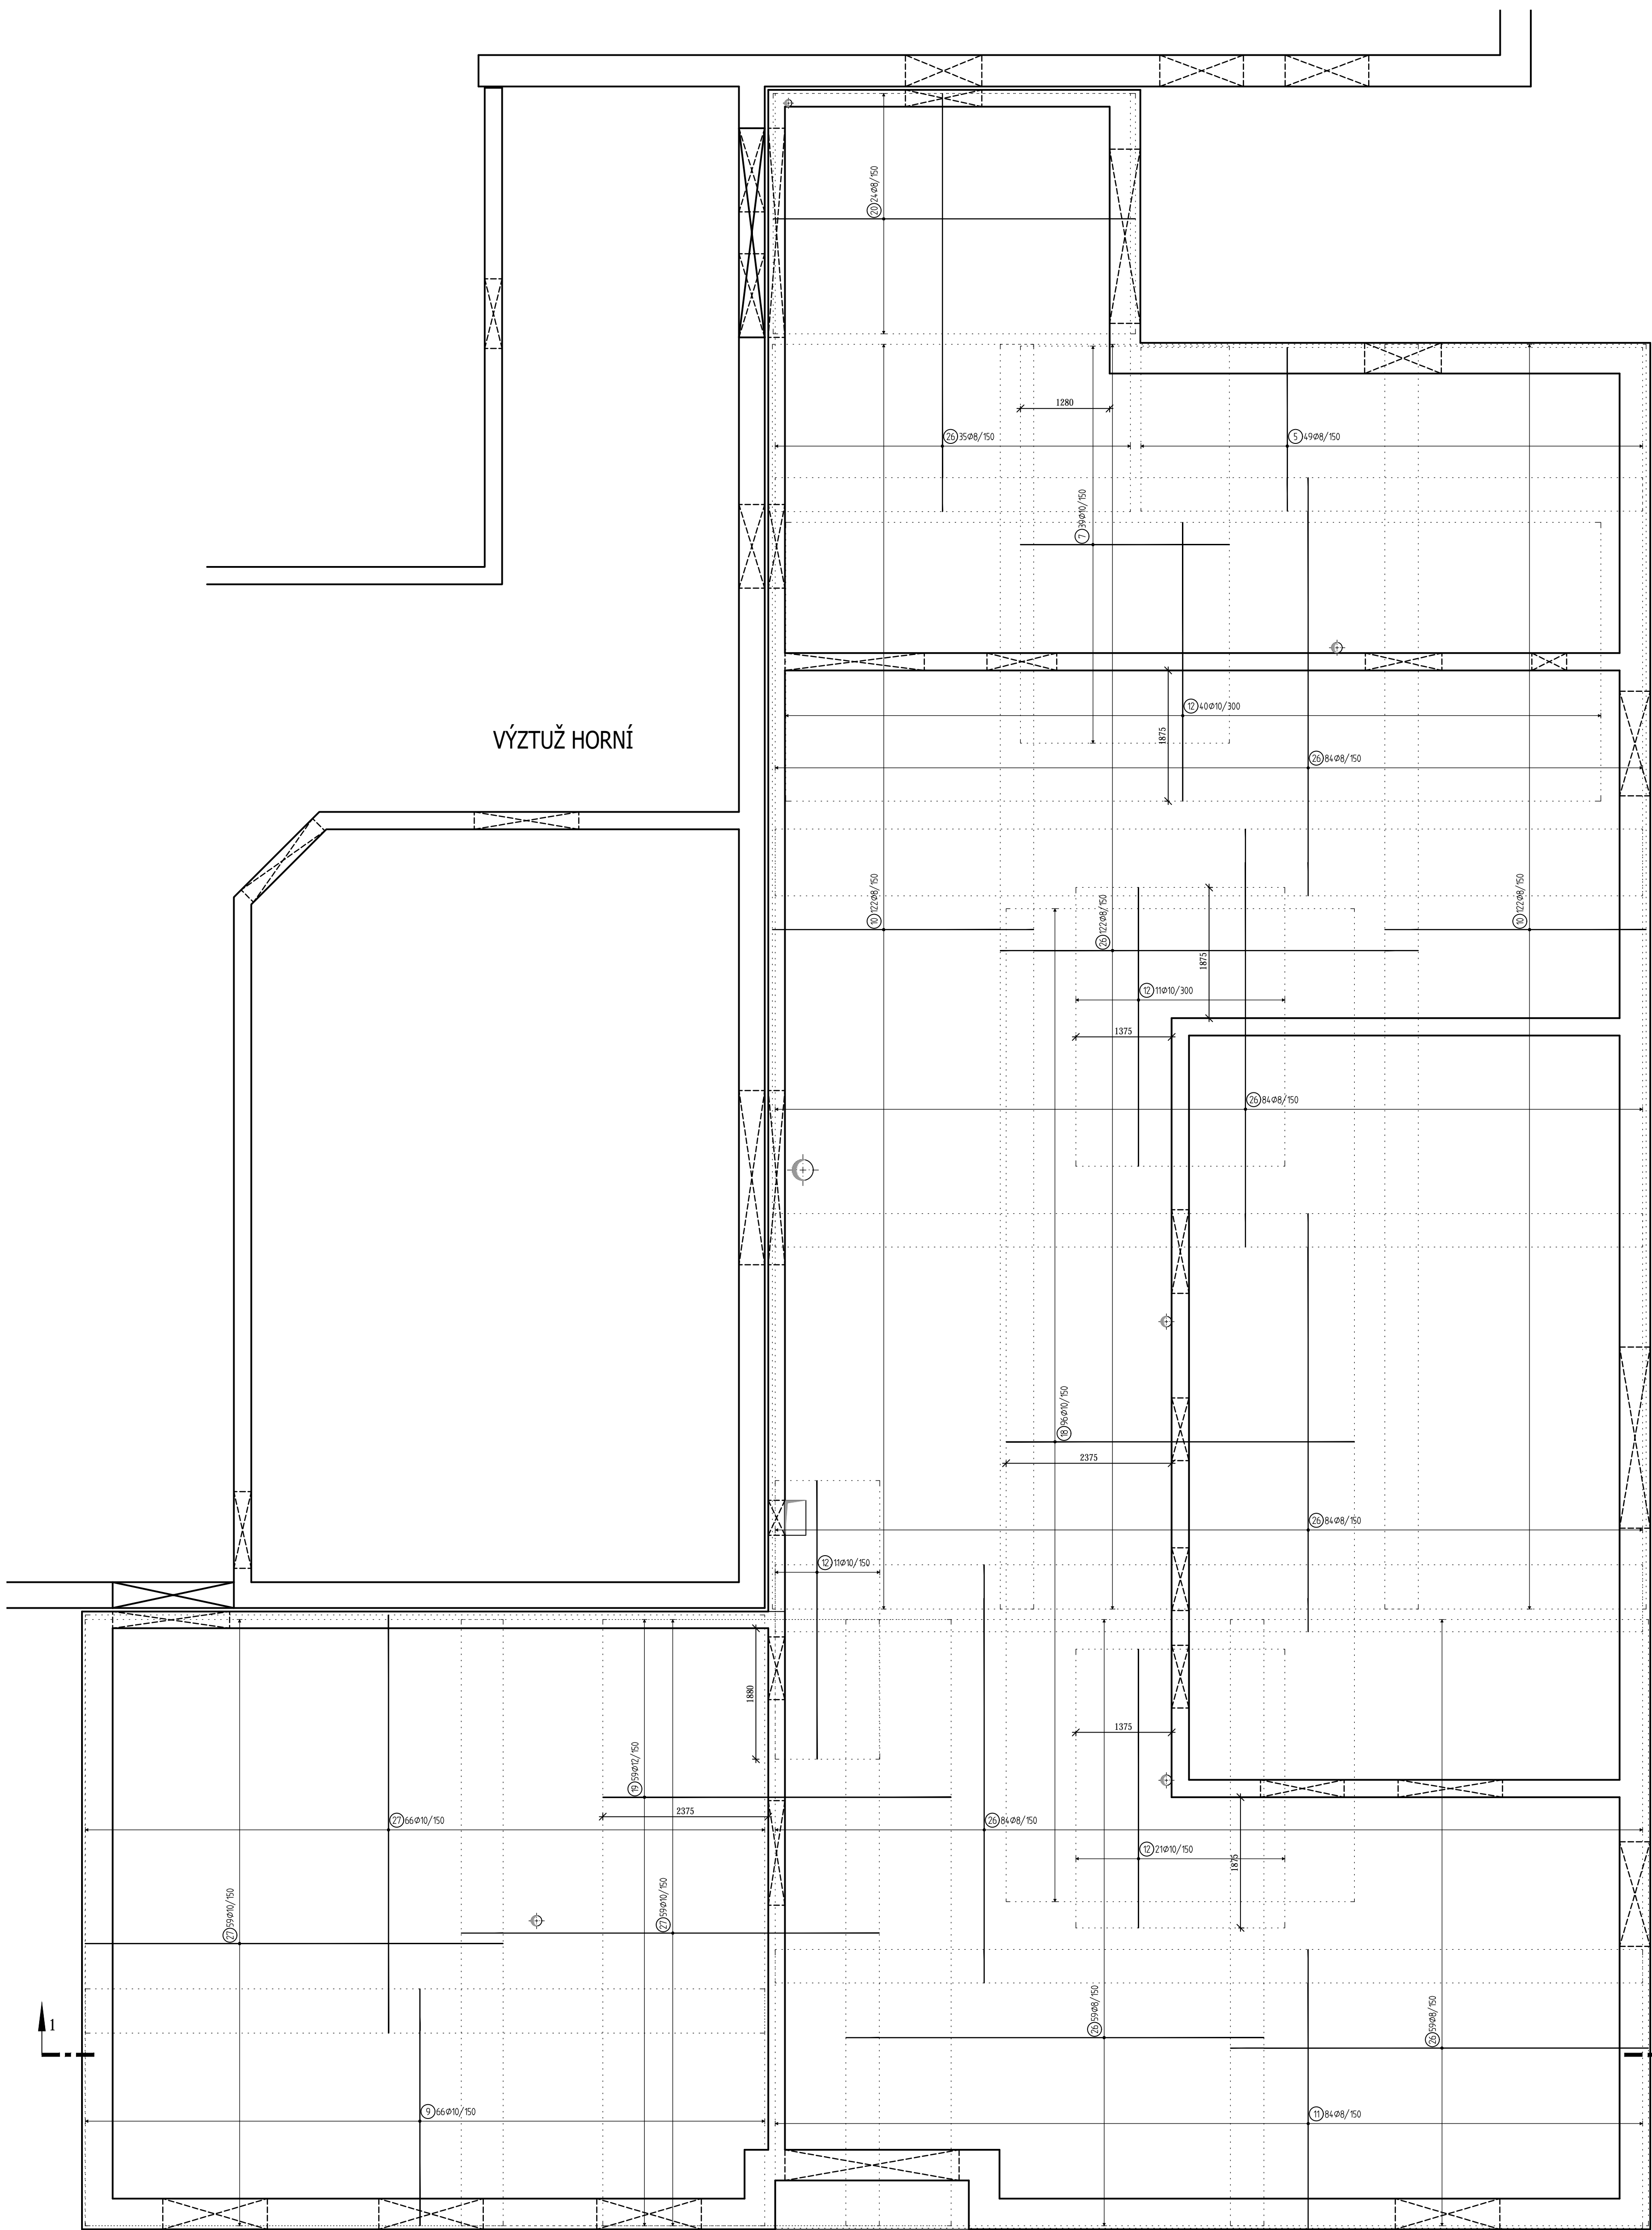 20 24Ø8/150
1280
26 35Ø8/150
5 49Ø8/150
7 39Ø10/150
12 40Ø10/300
1875
VÝZTUŽ HORNÍ
26 84Ø8/150
10 122Ø8/150
26 122Ø8/150
10 122Ø8/150
1875
12 11Ø10/300
1375
26 84Ø8/150
18 96Ø10/150
2375
26 84Ø8/150
12 11Ø10/150
1880
1375
19 59Ø12/150
2375
27 66Ø10/150
26 84Ø8/150
12 21Ø10/150
1875
27 59Ø10/150
27 59Ø10/150
1
26 59Ø8/150
26 59Ø8/150
9 66Ø10/150
11 84Ø8/150